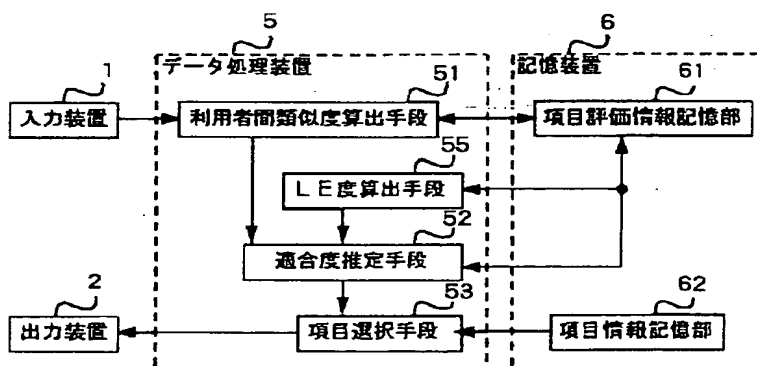 5
6
データ処理装置
記憶装置
1
51
61
入力装置
利用者間類似度算出手段
項目評価情報記憶部
55
LE度算出手段
52
適合度推定手段
2
53
62
出力装置
項目選択手段
項目情報記憶部